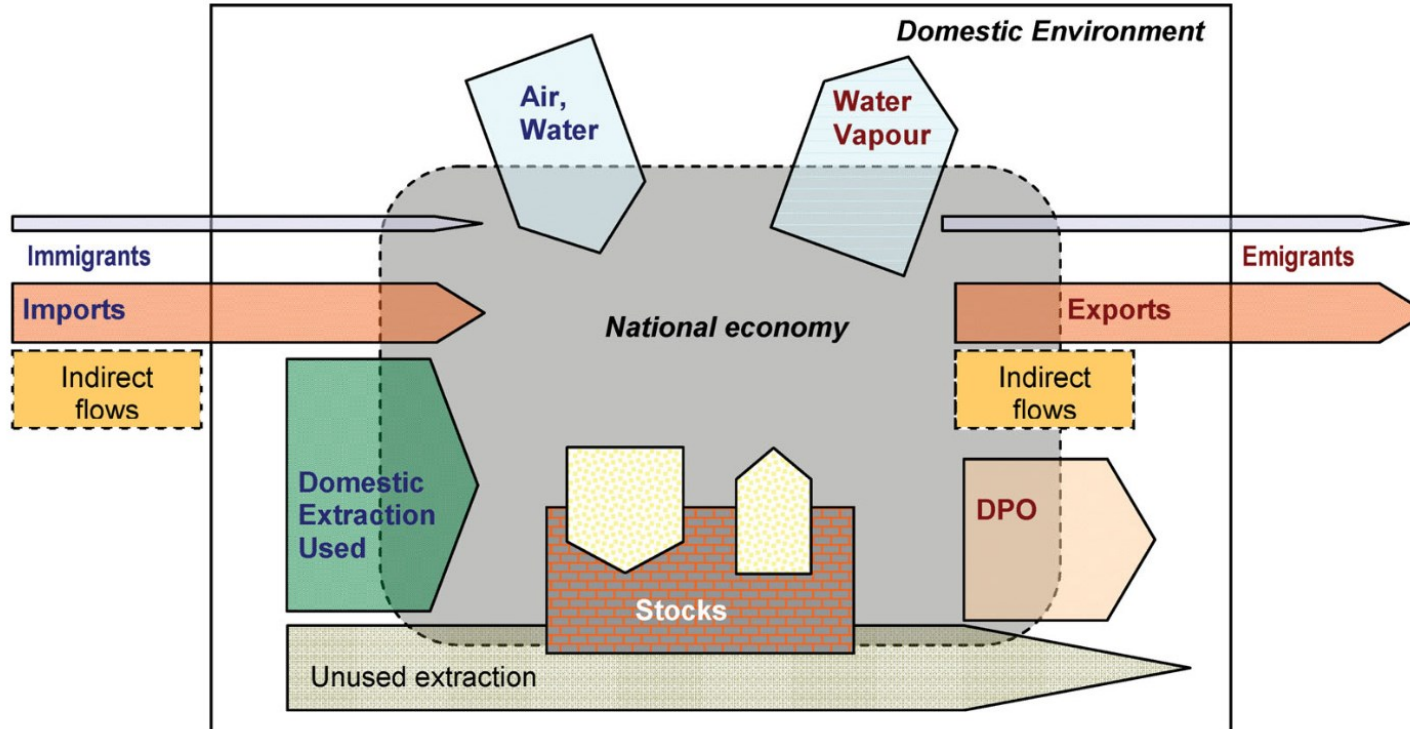 Domestic Environment
Air,
Water
Water
Vapour
Immigrants
Emigrants
Imports
Exports
National economy
Indirect
flows
Indirect
flows
Domestic
Extraction
Used
DPO
Stocks
Unused extraction